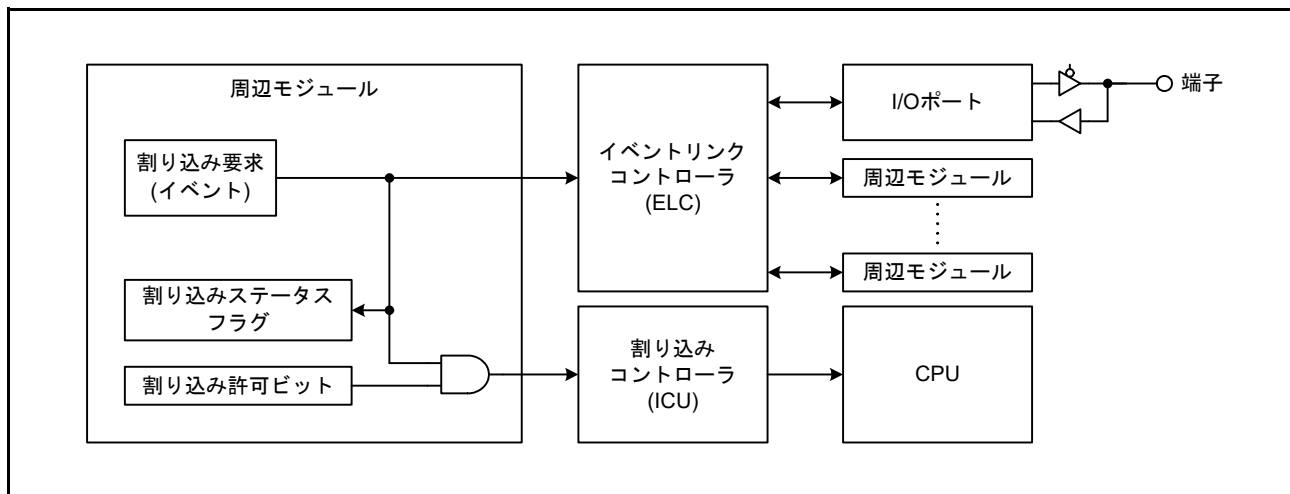 周辺モジュール
割り込み要求
(イベント)
割り込みステータス
フラグ
割り込み許可ビット
イベントリンク
コントローラ
(ELC)
割り込み
コントローラ
(ICU)
I/Oポート
端子
周辺モジュール
周辺モジュール
CPU